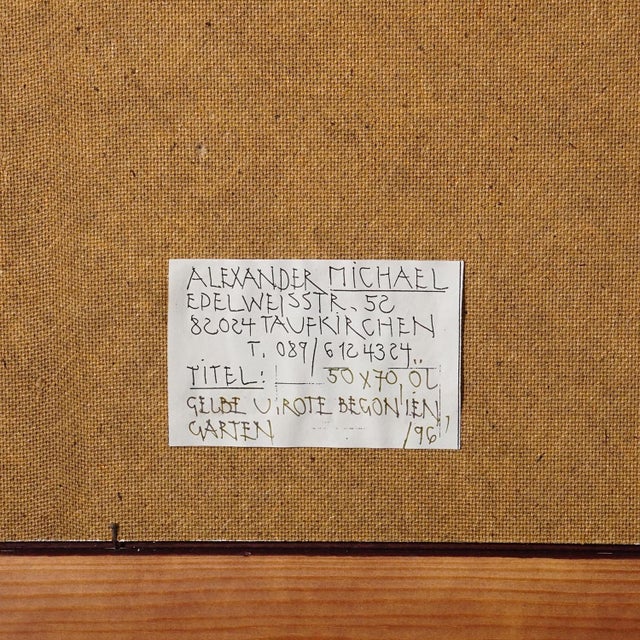 ALEXANDER MICHAEL
EDELWEISSTR. 52
82024 TAUFKIRCHEN
T. 089/6124324
TITEL: 50 X 70, ÖL
GELBE U. ROTE BEGONIEN,
GARTEN /96